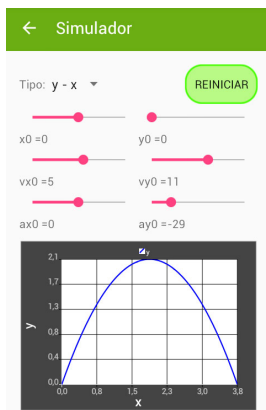 ← Simulador
Tipo: y - x
REINICIAR
x0 =0 y0 =0
vx0 =5 vy0 =11
ax0 =0 ay0 =-29
y
2,1
1,7
1,3
0,8
0,4
0,0
y
0,0 0,8 1,5 2,3 3,0 3,8
x